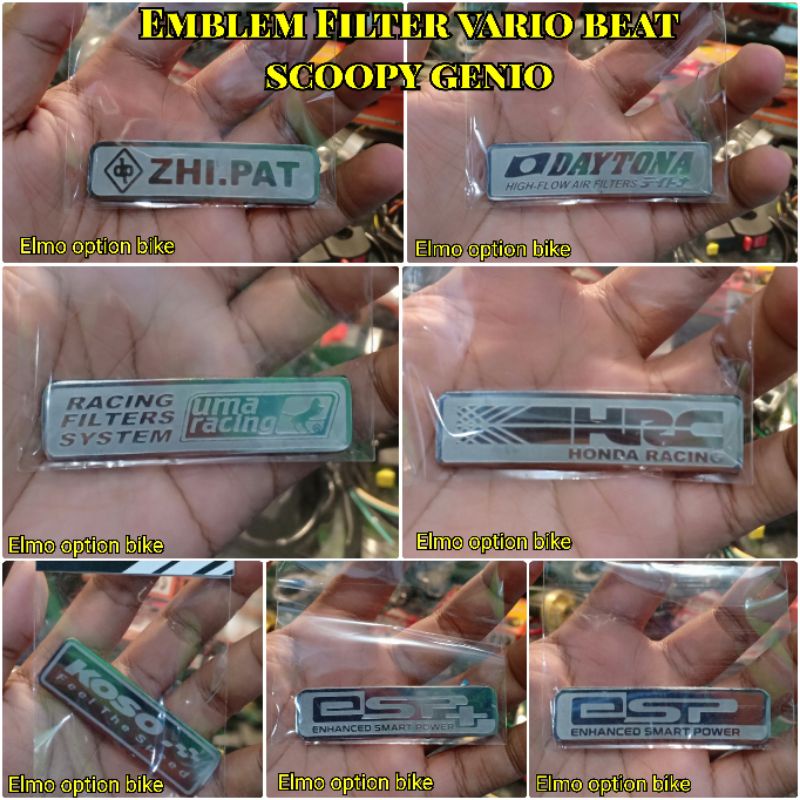 EMBLEM FILTER VARIO BEAT
SCOOPY GENIO
dp ZHI.PAT
Elmo option bike
DAYTONA
HIGH-FLOW AIR FILTERS
Elmo option bike
RACING
FILTERS
SYSTEM
uma
racing
Elmo option bike
HRC
HONDA RACING
Elmo option bike
KOSO
Feel The Speed
Elmo option bike
eSP+
ENHANCED SMART POWER
Elmo option bike
eSP
ENHANCED SMART POWER
Elmo option bike